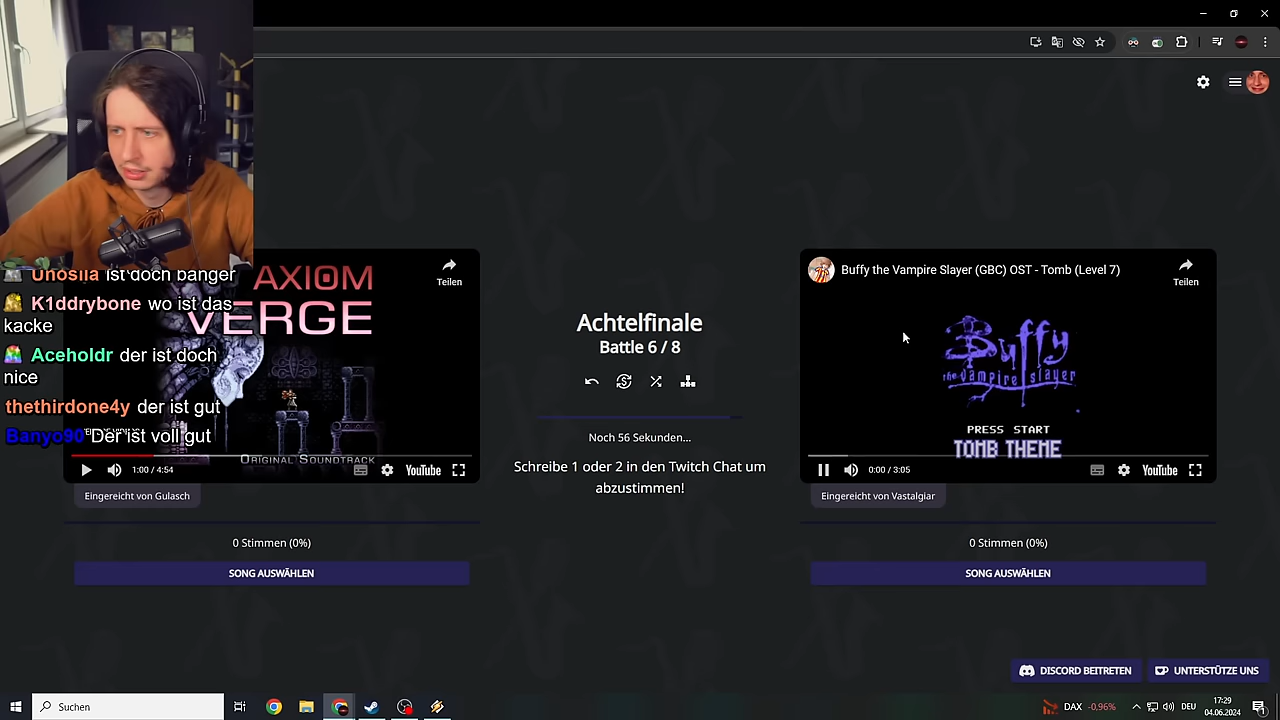 Unosila ist doch banger
K1ddrybone wo ist das
kacke
Aceholdr der ist doch
nice
thethirdone4y der ist gut
Banyo90 Der ist voll gut
AXIOM
VERGE
ORIGINAL SOUNDTRACK
Teilen
1:00 / 4:54
YouTube
Eingereicht von Gulasch
0 Stimmen (0%)
SONG AUSWÄHLEN
Achtelfinale
Battle 6 / 8
Noch 56 Sekunden...
Schreibe 1 oder 2 in den Twitch Chat um
abzustimmen!
Buffy the Vampire Slayer (GBC) OST - Tomb (Level 7)
Teilen
Buffy
the vampire slayer
PRESS START
TOMB THEME
0:00 / 3:05
YouTube
Eingereicht von Vastalgiar
0 Stimmen (0%)
SONG AUSWÄHLEN
DISCORD BEITRETEN
UNTERSTÜTZE UNS
Suchen
DAX -0,96%
DEU
17:29
04.06.2024